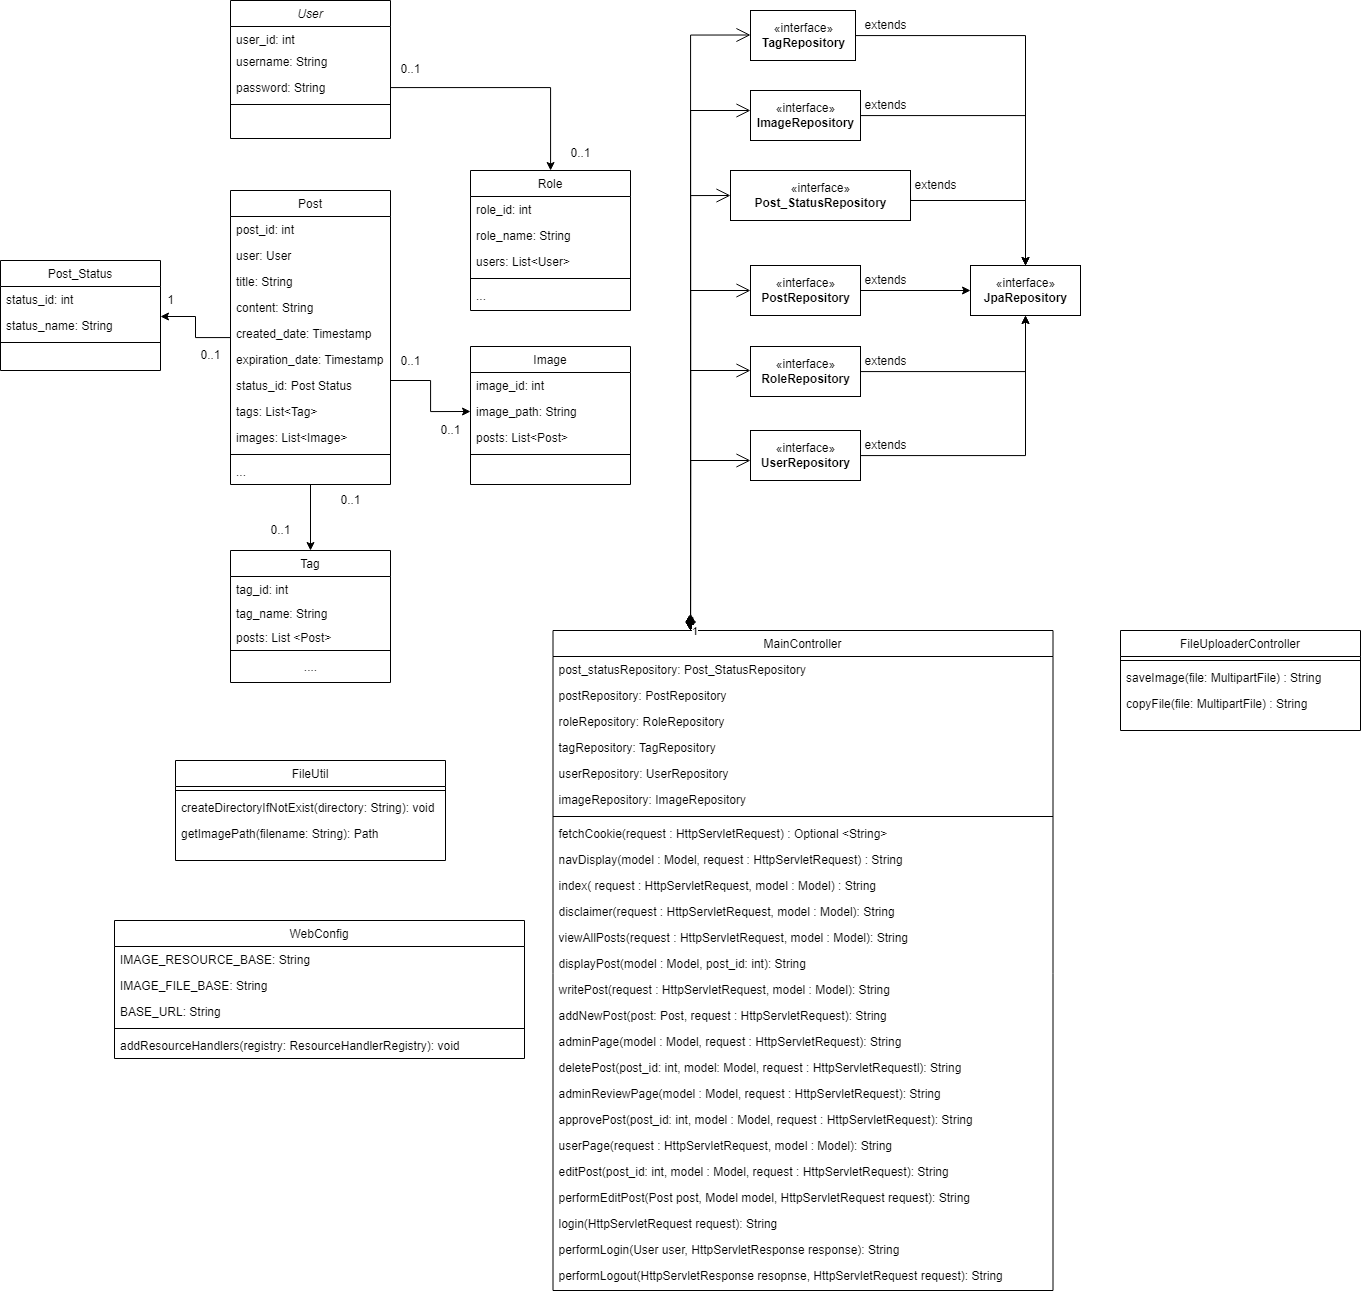 User
user_id: int
username: String
password: String
0..1
0..1
Role
role_id: int
role_name: String
users: List<User>
...
Post
post_id: int
user: User
title: String
content: String
created_date: Timestamp
expiration_date: Timestamp
status_id: Post Status
tags: List<Tag>
images: List<Image>
...
Post_Status
status_id: int
status_name: String
1
0..1
0..1
0..1
Image
image_id: int
image_path: String
posts: List<Post>
0..1
0..1
Tag
tag_id: int
tag_name: String
posts: List <Post>
....
«interface»
TagRepository
extends
«interface»
ImageRepository
extends
«interface»
Post_StatusRepository
extends
«interface»
PostRepository
extends
«interface»
JpaRepository
«interface»
RoleRepository
extends
«interface»
UserRepository
extends
1
MainController
post_statusRepository: Post_StatusRepository
postRepository: PostRepository
roleRepository: RoleRepository
tagRepository: TagRepository
userRepository: UserRepository
imageRepository: ImageRepository
fetchCookie(request : HttpServletRequest) : Optional <String>
navDisplay(model : Model, request : HttpServletRequest) : String
index( request : HttpServletRequest, model : Model) : String
disclaimer(request : HttpServletRequest, model : Model): String
viewAllPosts(request : HttpServletRequest, model : Model): String
displayPost(model : Model, post_id: int): String
writePost(request : HttpServletRequest, model : Model): String
addNewPost(post: Post, request : HttpServletRequest): String
adminPage(model : Model, request : HttpServletRequest): String
deletePost(post_id: int, model: Model, request : HttpServletRequestl): String
adminReviewPage(model : Model, request : HttpServletRequest): String
approvePost(post_id: int, model : Model, request : HttpServletRequest): String
userPage(request : HttpServletRequest, model : Model): String
editPost(post_id: int, model : Model, request : HttpServletRequest): String
performEditPost(Post post, Model model, HttpServletRequest request): String
login(HttpServletRequest request): String
performLogin(User user, HttpServletResponse response): String
performLogout(HttpServletResponse resopnse, HttpServletRequest request): String
FileUploaderController
saveImage(file: MultipartFile) : String
copyFile(file: MultipartFile) : String
FileUtil
createDirectoryIfNotExist(directory: String): void
getImagePath(filename: String): Path
WebConfig
IMAGE_RESOURCE_BASE: String
IMAGE_FILE_BASE: String
BASE_URL: String
addResourceHandlers(registry: ResourceHandlerRegistry): void